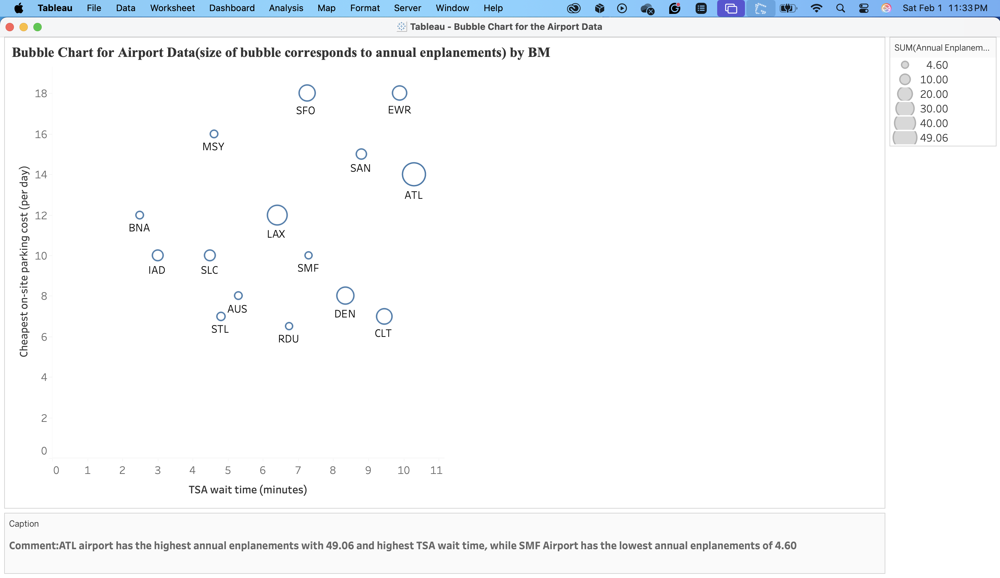 Tableau File Data Worksheet Dashboard Analysis Map Format Server Window Help Sat Feb 1 11:33 PM
Tableau - Bubble Chart for the Airport Data
Bubble Chart for Airport Data(size of bubble corresponds to annual enplanements) by BM
SUM(Annual Enplanem...
4.60
10.00
20.00
30.00
40.00
49.06
Cheapest on-site parking cost (per day)
18
16
14
12
10
8
6
4
2
0
SFO
EWR
MSY
SAN
ATL
BNA
LAX
IAD
SLC
SMF
AUS
DEN
STL
CLT
RDU
0 1 2 3 4 5 6 7 8 9 10 11
TSA wait time (minutes)
Caption
Comment:ATL airport has the highest annual enplanements with 49.06 and highest TSA wait time, while SMF Airport has the lowest annual enplanements of 4.60